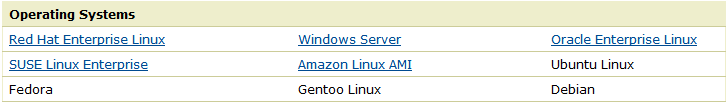 Operating Systems
Red Hat Enterprise Linux Windows Server Oracle Enterprise Linux
SUSE Linux Enterprise Amazon Linux AMI Ubuntu Linux
Fedora Gentoo Linux Debian